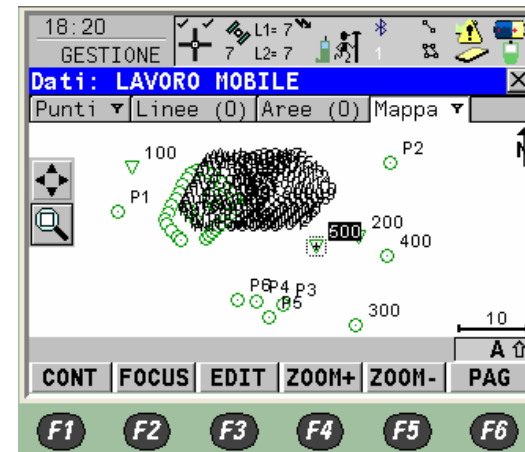 18:20
GESTIONE
L1= 7
7 L2= 7
1
Dati: LAVORO MOBILE X
Punti Linee (0) Aree (0) Mappa
100
P2
N
P1
500 200
400
P6 P4 P3
P5
300
10
A
CONT FOCUS EDIT ZOOM+ ZOOM- PAG
F1 F2 F3 F4 F5 F6